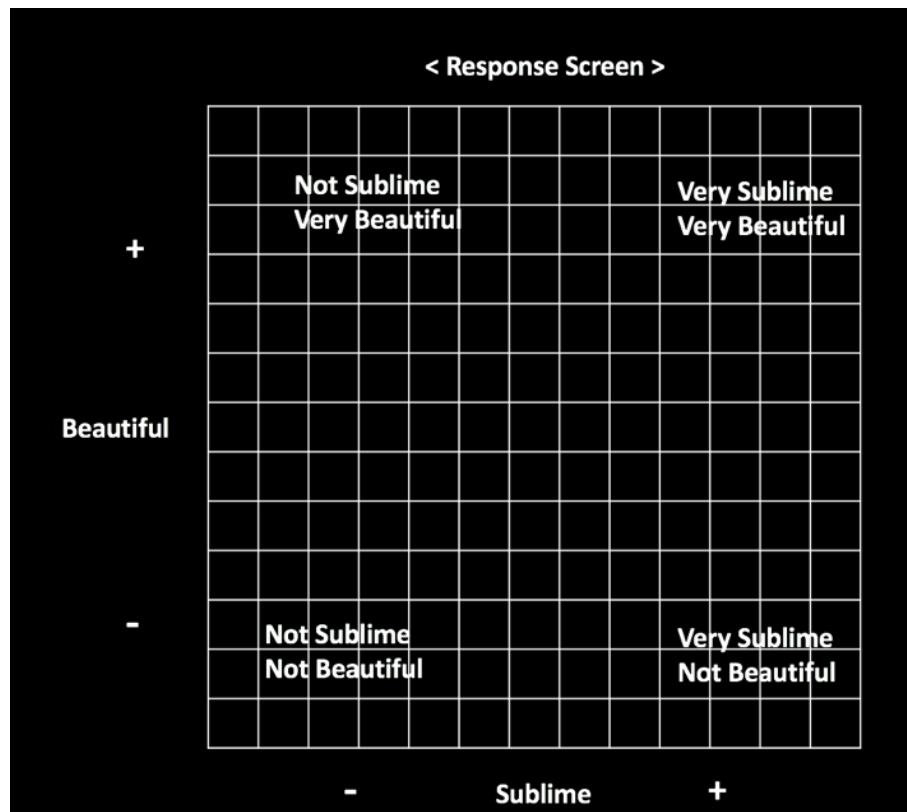 < Response Screen >
Not Sublime
Very Beautiful
Very Sublime
Very Beautiful
+
Beautiful
-
Not Sublime
Not Beautiful
Very Sublime
Not Beautiful
- Sublime +